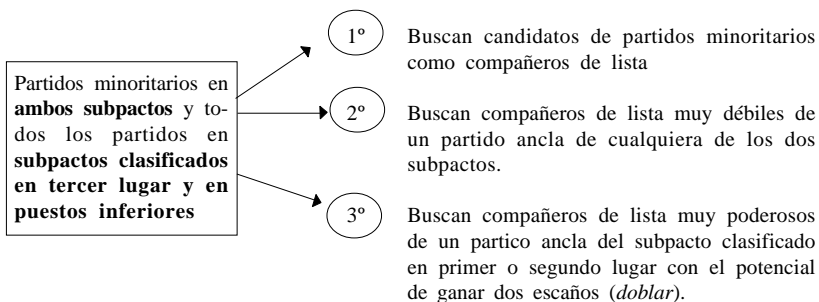 Partidos minoritarios en
ambos subpactos y to-
dos los partidos en
subpactos clasificados
en tercer lugar y en
puestos inferiores
1º
Buscan candidatos de partidos minoritarios
como compañeros de lista
2º
Buscan compañeros de lista muy débiles de
un partido ancla de cualquiera de los dos
subpactos.
3º
Buscan compañeros de lista muy poderosos
de un partico ancla del subpacto clasificado
en primer o segundo lugar con el potencial
de ganar dos escaños (doblar).